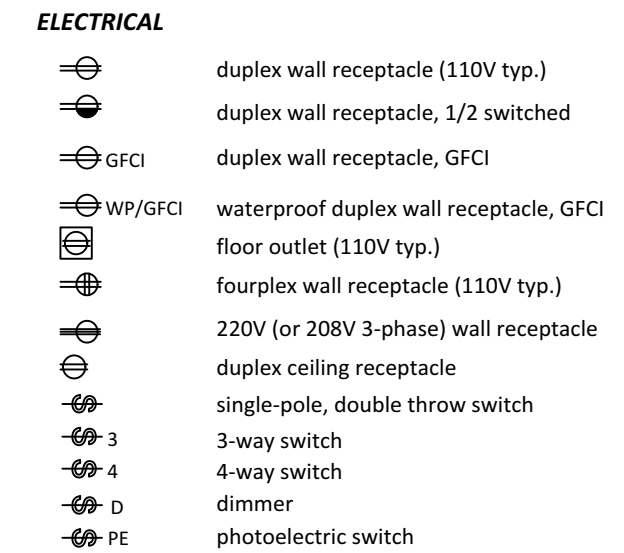 ELECTRICAL
duplex wall receptacle (110V typ.)
duplex wall receptacle, 1/2 switched
GFCI duplex wall receptacle, GFCI
WP/GFCI waterproof duplex wall receptacle, GFCI
floor outlet (110V typ.)
fourplex wall receptacle (110V typ.)
220V (or 208V 3-phase) wall receptacle
duplex ceiling receptacle
single-pole, double throw switch
3 3-way switch
4 4-way switch
D dimmer
PE photoelectric switch